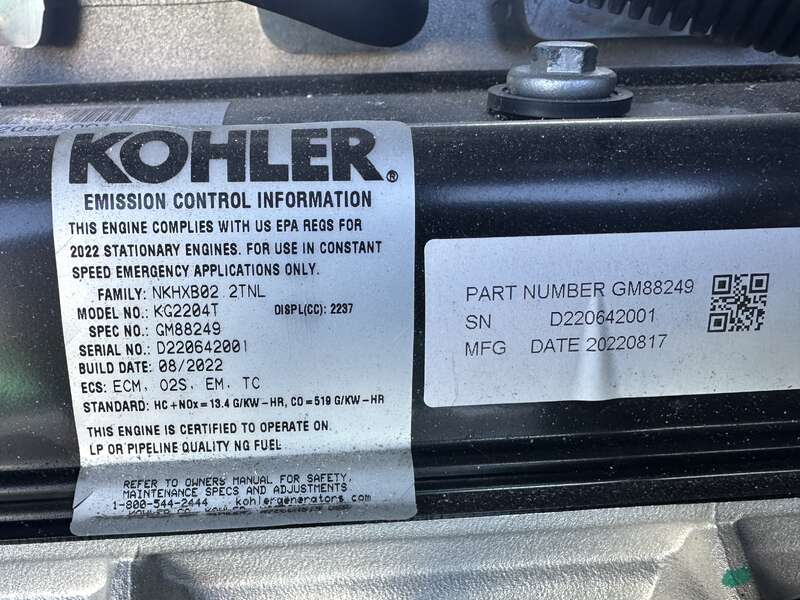 KOHLER®
EMISSION CONTROL INFORMATION
THIS ENGINE COMPLIES WITH US EPA REGS FOR
2022 STATIONARY ENGINES. FOR USE IN CONSTANT
SPEED EMERGENCY APPLICATIONS ONLY.
FAMILY: NKHXB02.2TNL
MODEL NO.: KG2204T DISPL(CC): 2237
SPEC NO.: GM88249
SERIAL NO.: D220642001
BUILD DATE: 08/2022
ECS: ECM, O2S, EM, TC
STANDARD: HC+NOx=13.4 G/KW-HR, CO=519 G/KW-HR
THIS ENGINE IS CERTIFIED TO OPERATE ON
LP OR PIPELINE QUALITY NG FUEL
REFER TO OWNERS MANUAL FOR SAFETY,
MAINTENANCE SPECS AND ADJUSTMENTS
1-800-544-2444 kohlergenerators.com
KOHLER CO. KOHLER,
PART NUMBER GM88249
SN D220642001
MFG DATE 20220817